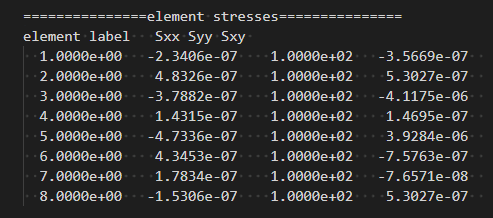 ===============element stresses===============
element label Sxx Syy Sxy
1.0000e+00 -2.3406e-07 1.0000e+02 -3.5669e-07
2.0000e+00 4.8326e-07 1.0000e+02 5.3027e-07
3.0000e+00 -3.7882e-07 1.0000e+02 -4.1175e-06
4.0000e+00 1.4315e-07 1.0000e+02 1.4695e-07
5.0000e+00 -4.7336e-07 1.0000e+02 3.9284e-06
6.0000e+00 4.3453e-07 1.0000e+02 -7.5763e-07
7.0000e+00 1.7834e-07 1.0000e+02 -7.6571e-08
8.0000e+00 -1.5306e-07 1.0000e+02 5.3027e-07